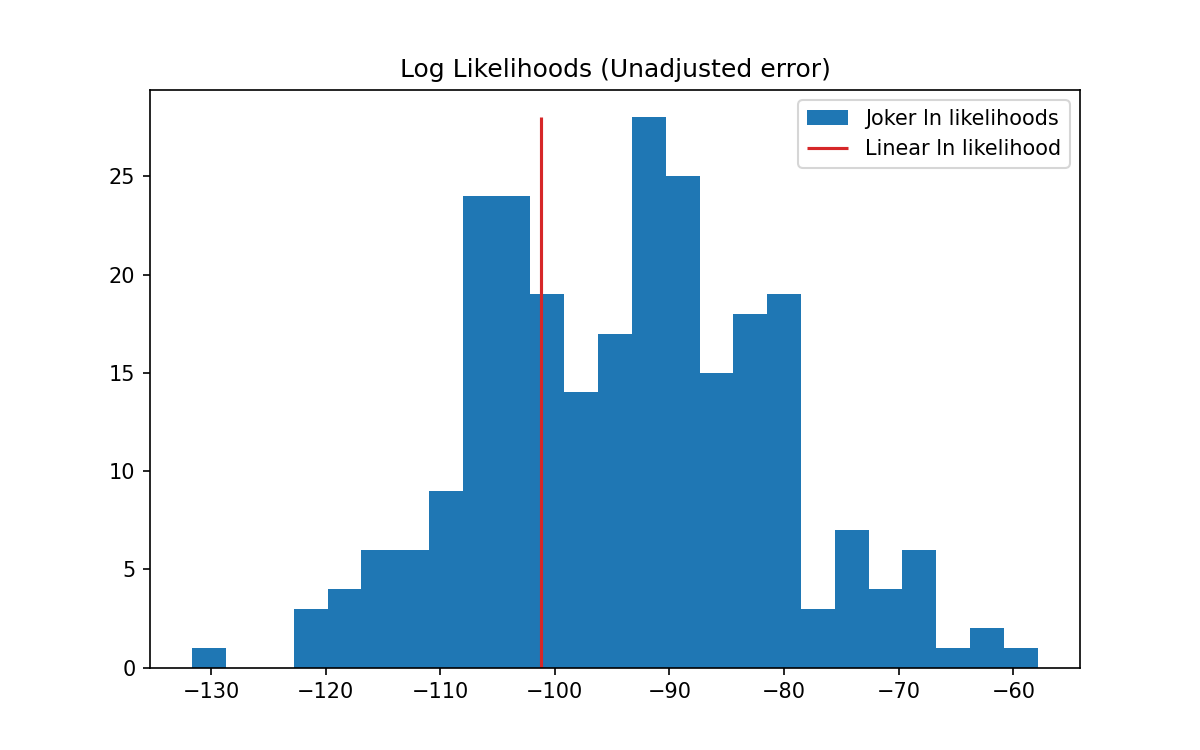 Log Likelihoods (Unadjusted error)
Joker ln likelihoods
Linear ln likelihood
25
20
15
10
5
0
−130 −120 −110 −100 −90 −80 −70 −60